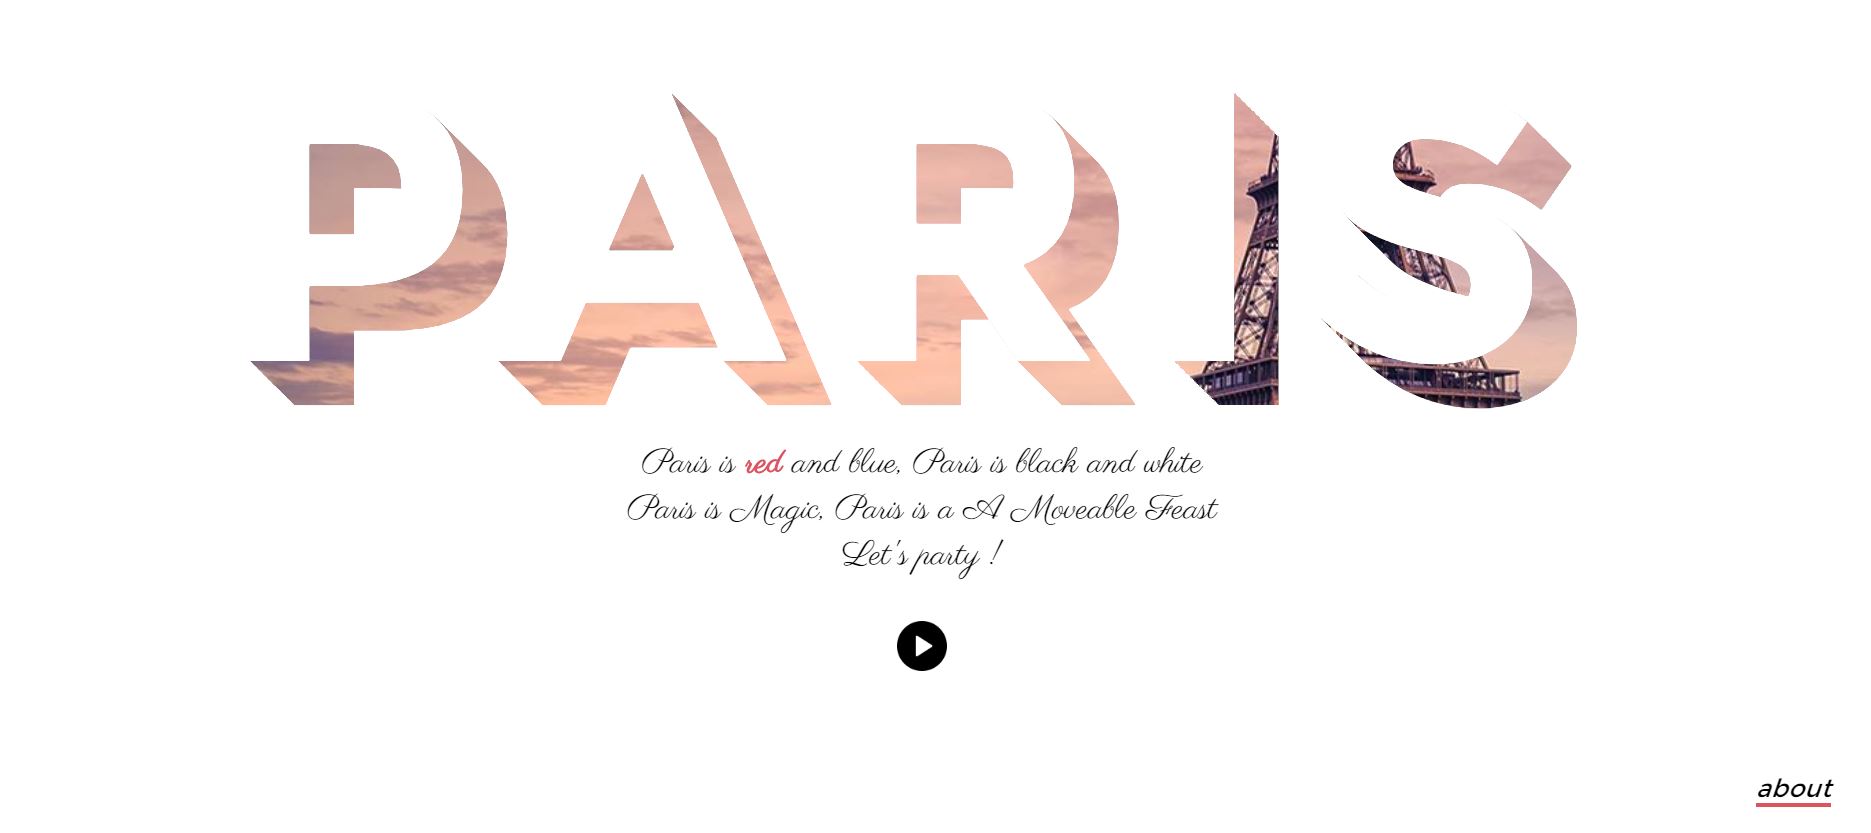 PARIS
Paris is red and blue, Paris is black and white
Paris is Magic, Paris is a A Moveable Feast
Let's party !
about